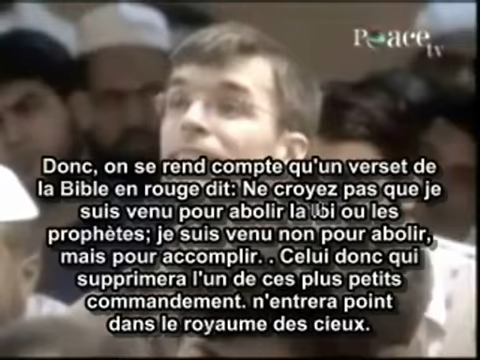 Peace
tv
Donc, on se rend compte qu'un verset de
la Bible en rouge dit: Ne croyez pas que je
suis venu pour abolir la loi ou les
prophètes; je suis venu non pour abolir,
mais pour accomplir. . Celui donc qui
supprimera l'un de ces plus petits
commandement. n'entrera point
dans le royaume des cieux.